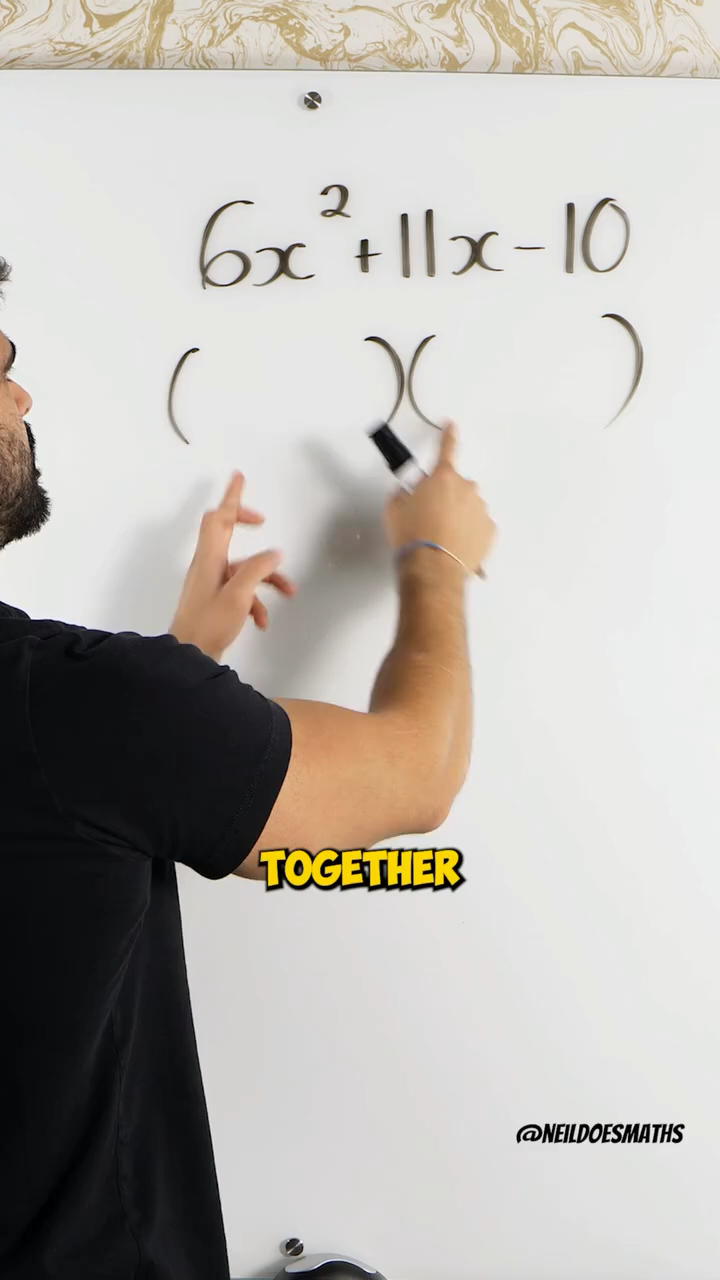 6x²+11x-10
(   )(   )
TOGETHER
@NEILDOESMATHS